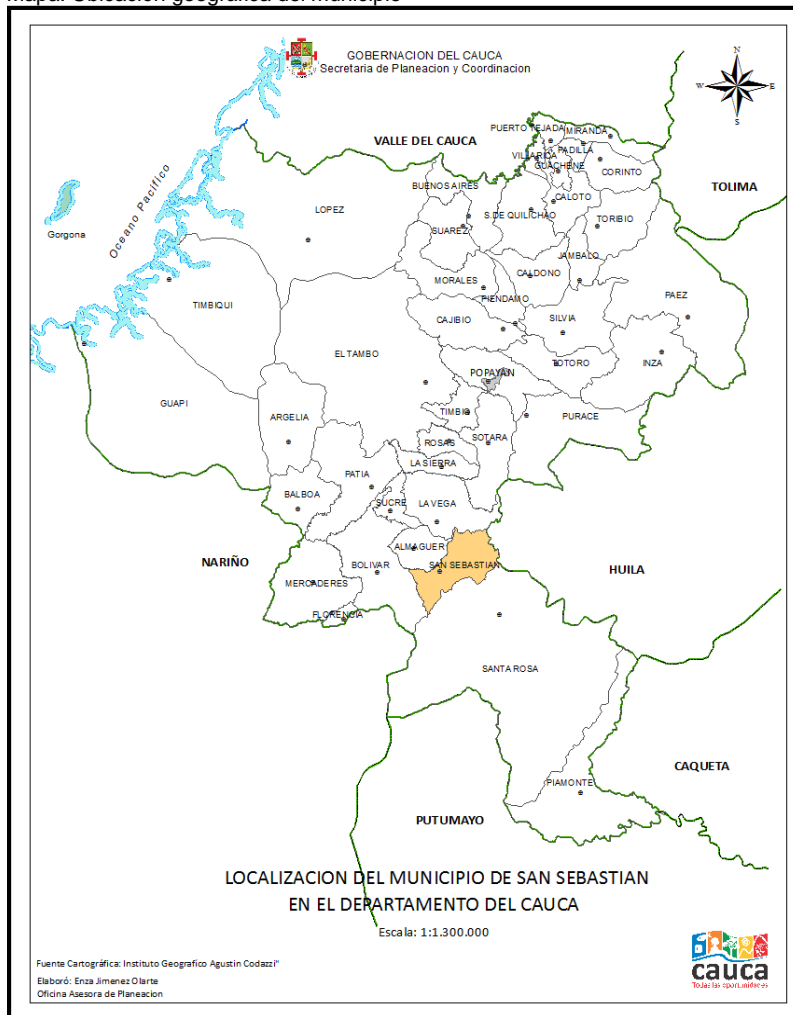 Mapa. Ubicación geográfica del municipio
GOBERNACION DEL CAUCA
Secretaria de Planeacion y Coordinacion
N
W
E
S
VALLE DEL CAUCA
PUERTO TEJADA
MIRANDA
PADILLA
VILLARICA
GUACHENE
CORINTO
TOLIMA
BUENOS AIRES
CALOTO
LOPEZ
S.DE QUILICHAO
TORIBIO
SUAREZ
Oceano Pacifico
Gorgona
JAMBALO
CALDONO
MORALES
PAEZ
PIENDAMO
TIMBIQUI
CAJIBIO
SILVIA
EL TAMBO
TOTORO
INZA
POPAYAN
GUAPI
ARGELIA
TIMBIO
PURACE
ROSAS
SOTARA
LA SIERRA
PATIA
BALBOA
SUCRE
LA VEGA
ALMAGUER
NARIÑO
BOLIVAR
SAN SEBASTIAN
HUILA
MERCADERES
FLORENCIA
SANTA ROSA
CAQUETA
PIAMONTE
PUTUMAYO
LOCALIZACION DEL MUNICIPIO DE SAN SEBASTIAN
EN EL DEPARTAMENTO DEL CAUCA
Escala: 1:1.300.000
Fuente Cartográfica: Instituto Geografico Agustin Codazzi"
Elaboró: Enza Jimenez Olarte
Oficina Asesora de Planeacion
cauca
Todas las oportunidades